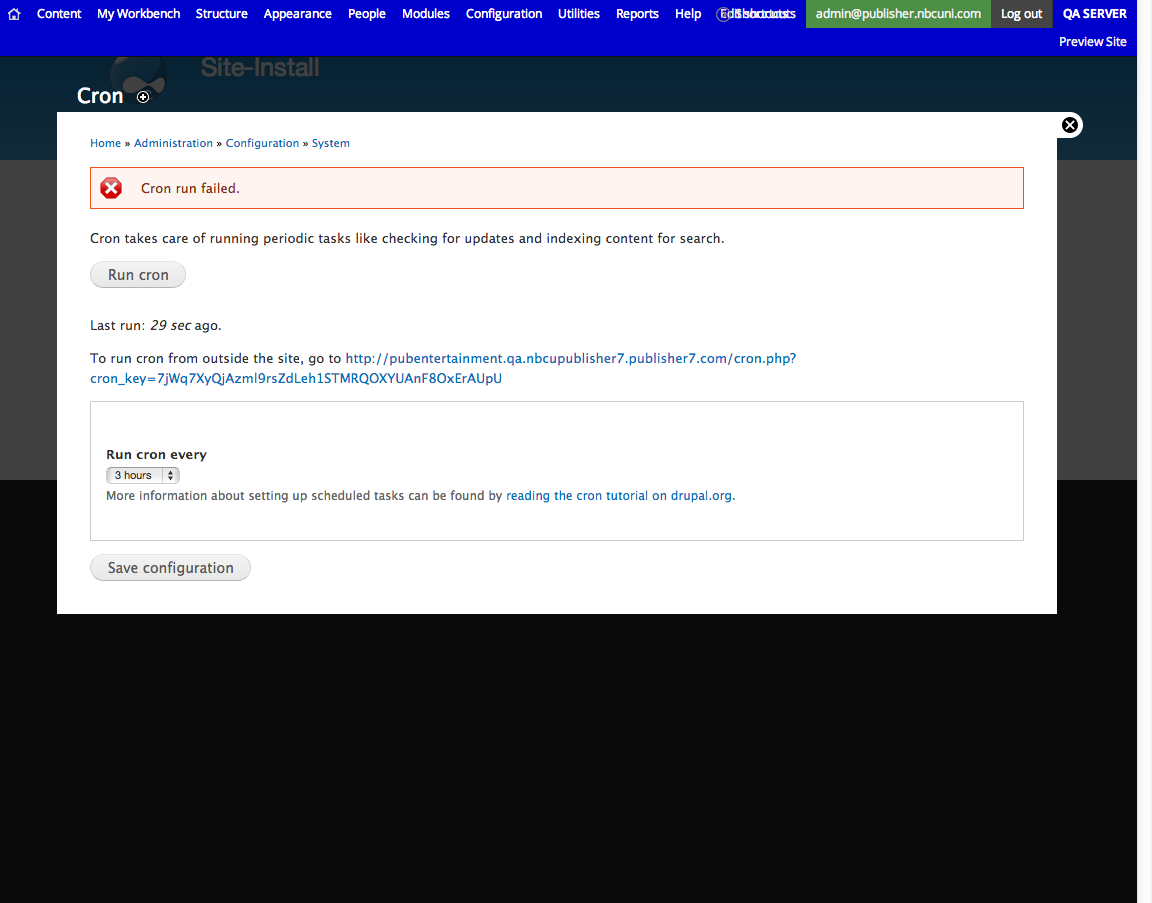 Content My Workbench Structure Appearance People Modules Configuration Utilities Reports Help Edit Shortcuts admin@publisher.nbcuni.com Log out QA SERVER
Preview Site
Site-Install
Cron
Home » Administration » Configuration » System
Cron run failed.
Cron takes care of running periodic tasks like checking for updates and indexing content for search.
Run cron
Last run: 29 sec ago.
To run cron from outside the site, go to http://pubentertainment.qa.nbcupublisher7.publisher7.com/cron.php?
cron_key=7jWq7XyQjAzml9rsZdLeh1STMRQOXYUAnF8OxErAUpU
Run cron every
3 hours
More information about setting up scheduled tasks can be found by reading the cron tutorial on drupal.org.
Save configuration